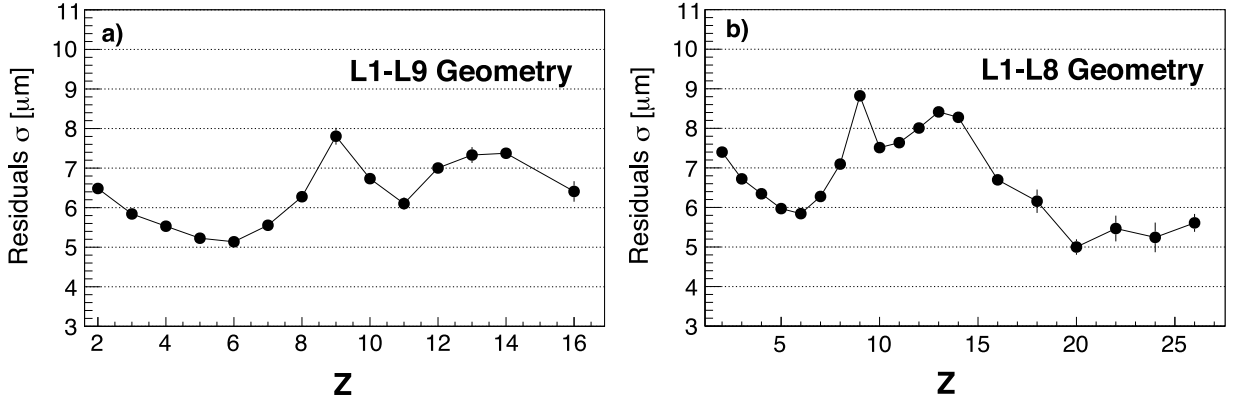 a)
L1-L9 Geometry
Residuals σ [μm]
11
10
9
8
7
6
5
4
3
2 4 6 8 10 12 14 16
Z
b)
L1-L8 Geometry
Residuals σ [μm]
11
10
9
8
7
6
5
4
3
5 10 15 20 25
Z